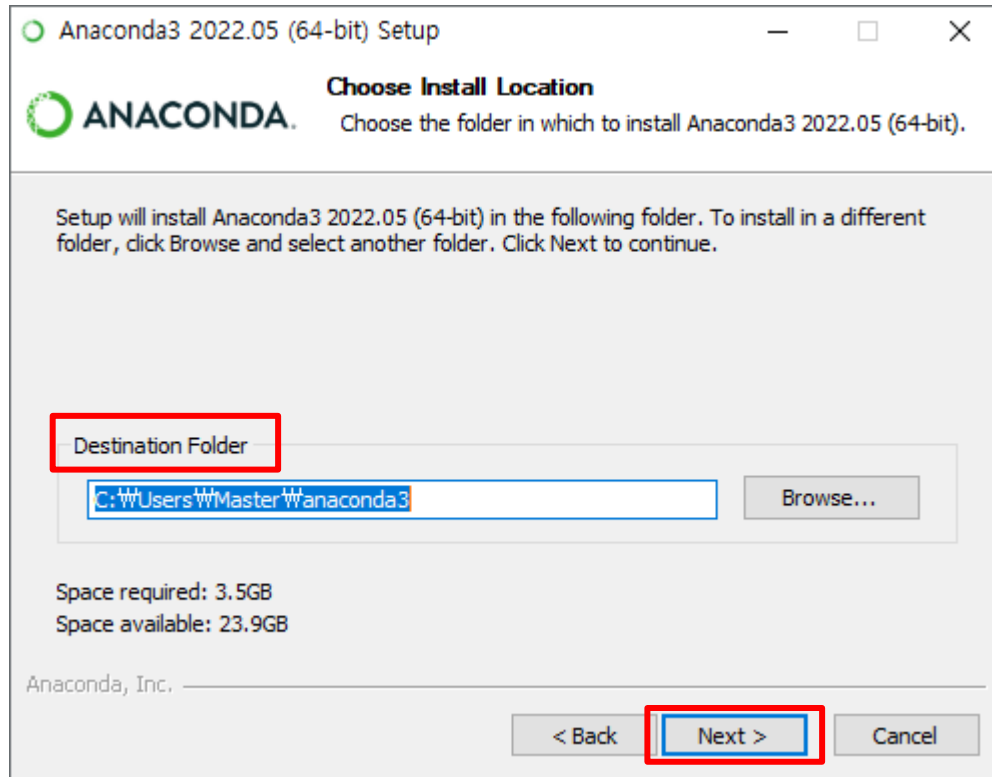 Anaconda3 2022.05 (64-bit) Setup
ANACONDA.
Choose Install Location
Choose the folder in which to install Anaconda3 2022.05 (64-bit).
Setup will install Anaconda3 2022.05 (64-bit) in the following folder. To install in a different
folder, click Browse and select another folder. Click Next to continue.
Destination Folder
C:₩Users₩Master₩anaconda3
Browse...
Space required: 3.5GB
Space available: 23.9GB
Anaconda, Inc.
< Back
Next >
Cancel